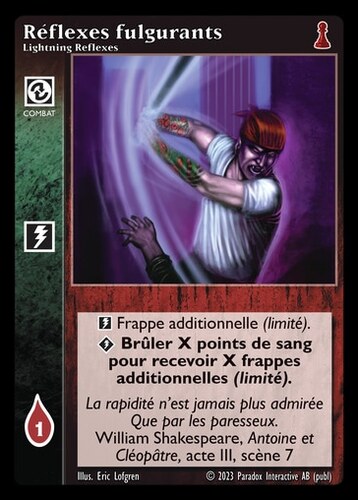 Réflexes fulgurants
Lightning Reflexes
COMBAT
Frappe additionnelle (limité).
Brûler X points de sang
pour recevoir X frappes
additionnelles (limité).
La rapidité n'est jamais plus admirée
Que par les paresseux.
William Shakespeare, Antoine et
Cléopâtre, acte III, scène 7
1
Illus. Eric Lofgren © 2023 Paradox Interactive AB (publ)